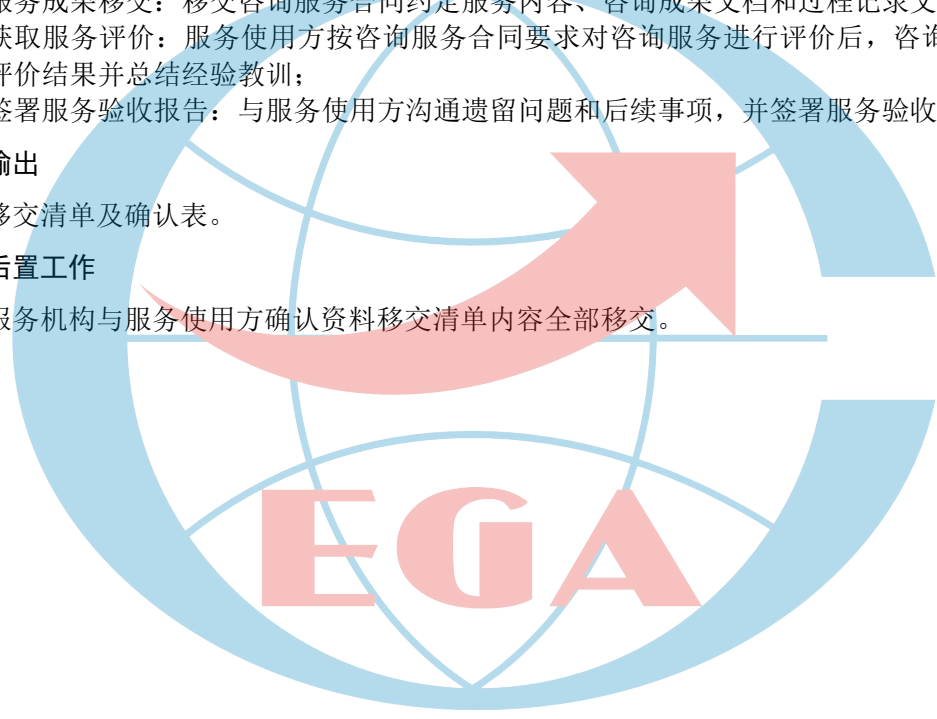 服务成果移交：移交咨询服务合同约定服务内容、咨询成果文档和过程记录文
获取服务评价：服务使用方按咨询服务合同要求对咨询服务进行评价后，咨询
评价结果并总结经验教训；
签署服务验收报告：与服务使用方沟通遗留问题和后续事项，并签署服务验收
输出
移交清单及确认表。
后置工作
服务机构与服务使用方确认资料移交清单内容全部移交。
EGA